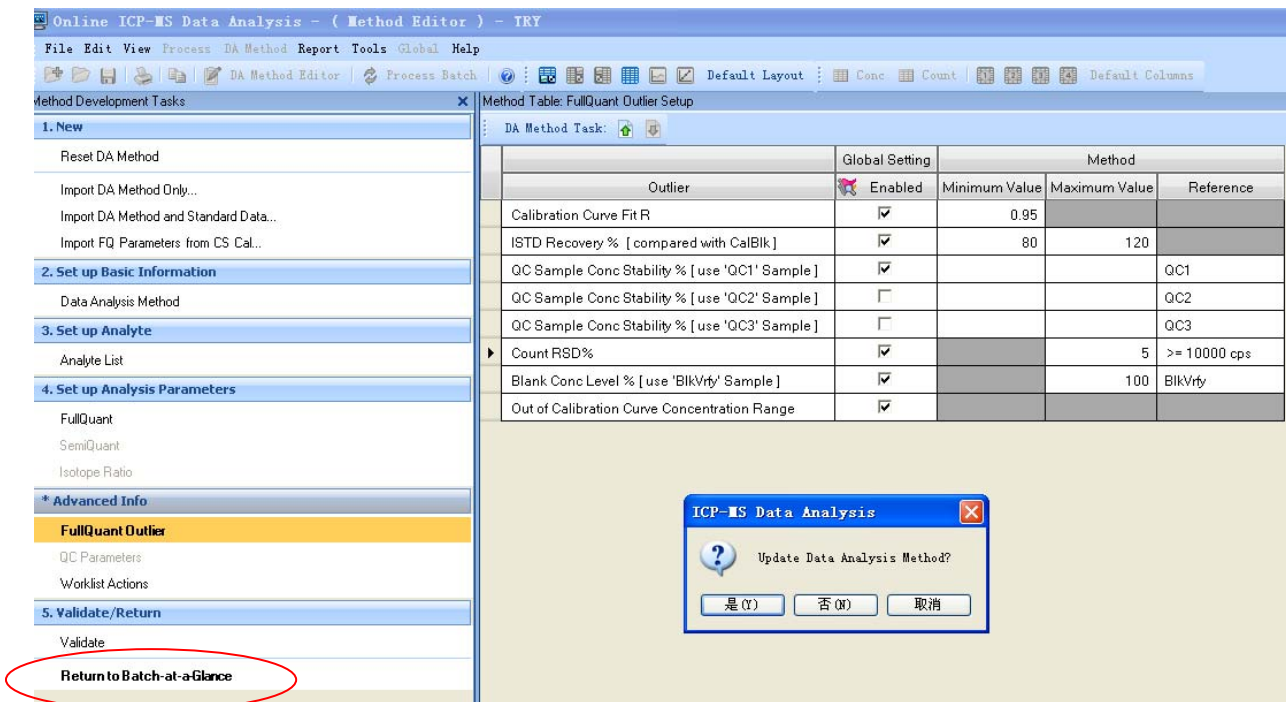 Online ICP-MS Data Analysis - ( Method Editor ) - TRY
File Edit View Process DA Method Report Tools Global Help
DA Method Editor Process Batch Default Layout Conc Count Default Columns
Method Development Tasks
1. New
Reset DA Method
Import DA Method Only...
Import DA Method and Standard Data...
Import FQ Parameters from CS Cal...
2. Set up Basic Information
Data Analysis Method
3. Set up Analyte
Analyte List
4. Set up Analysis Parameters
FullQuant
SemiQuant
Isotope Ratio
* Advanced Info
FullQuant Outlier
QC Parameters
Worklist Actions
5. Validate/Return
Validate
Return to Batch-at-a-Glance
Method Table: FullQuant Outlier Setup
DA Method Task:
Global Setting Method
Outlier Enabled Minimum Value Maximum Value Reference
Calibration Curve Fit R 0.95
ISTD Recovery % [ compared with CalBlk ] 80 120
QC Sample Conc Stability % [ use 'QC1' Sample ] QC1
QC Sample Conc Stability % [ use 'QC2' Sample ] QC2
QC Sample Conc Stability % [ use 'QC3' Sample ] QC3
Count RSD% 5 >= 10000 cps
Blank Conc Level % [ use 'BlkVrfy' Sample ] 100 BlkVrfy
Out of Calibration Curve Concentration Range
ICP-MS Data Analysis
Update Data Analysis Method?
是(Y) 否(N) 取消